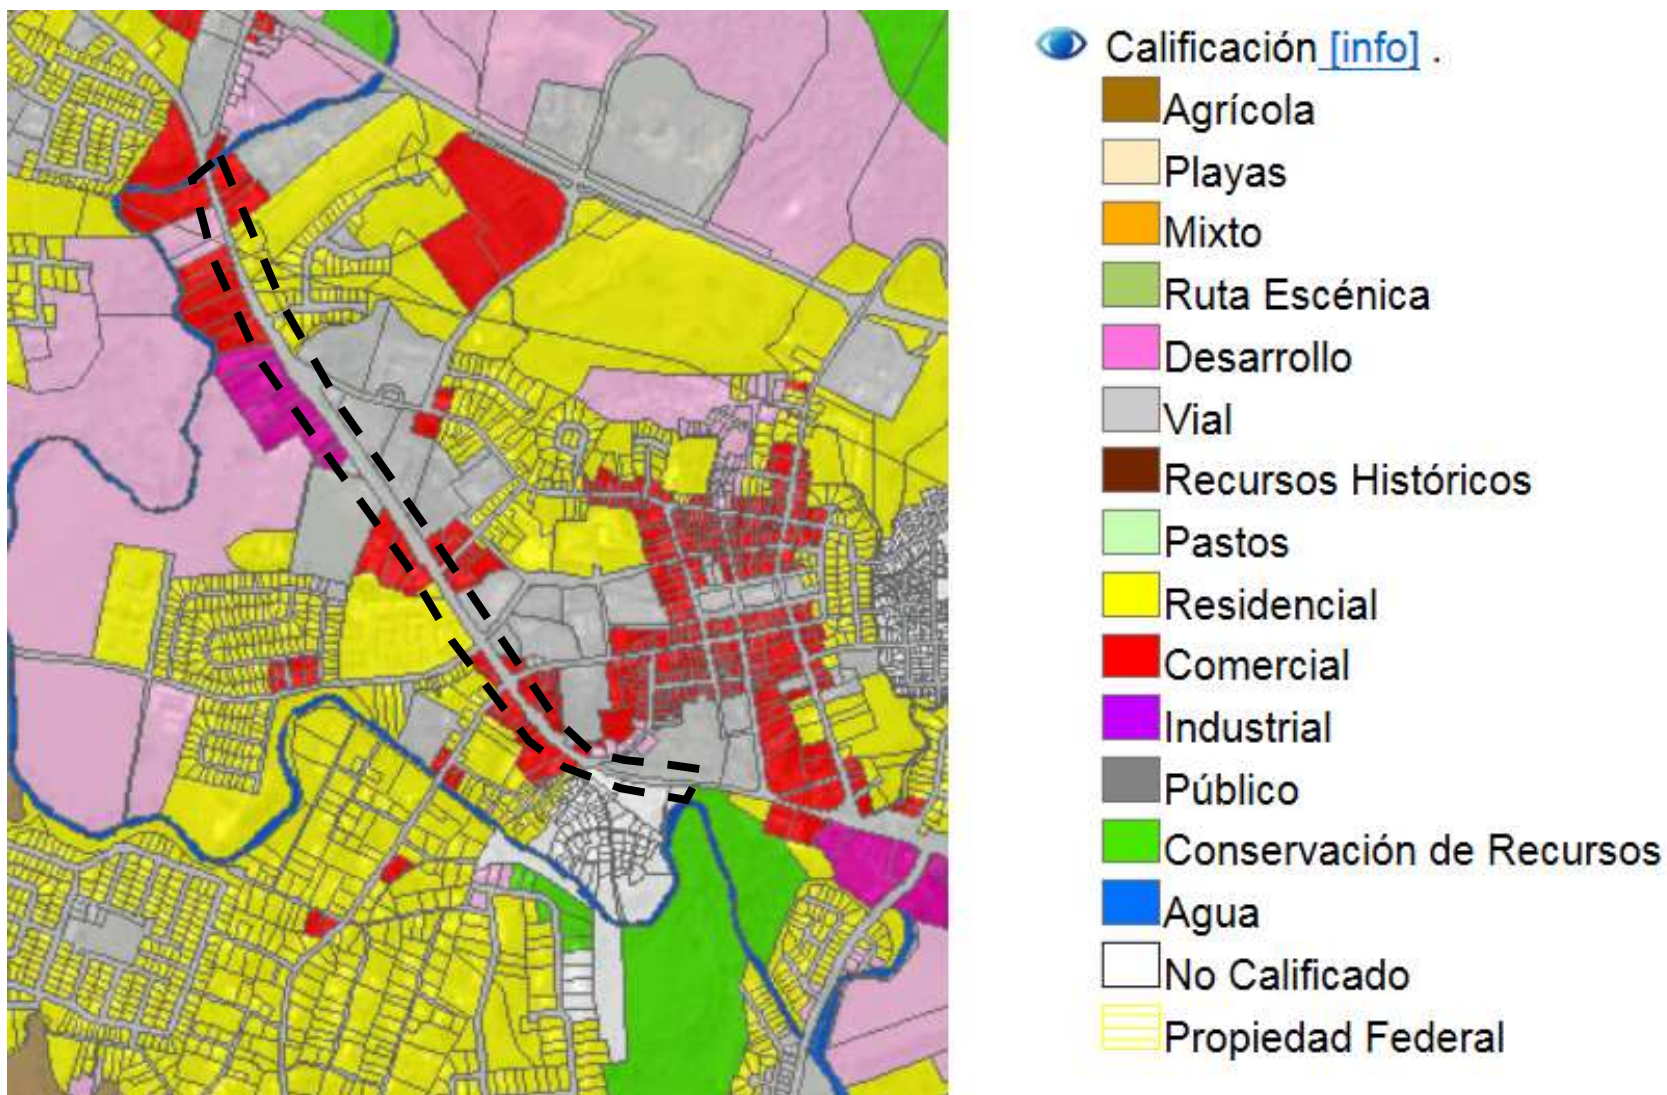 Calificación [info] .
Agrícola
Playas
Mixto
Ruta Escénica
Desarrollo
Vial
Recursos Históricos
Pastos
Residencial
Comercial
Industrial
Público
Conservación de Recursos
Agua
No Calificado
Propiedad Federal